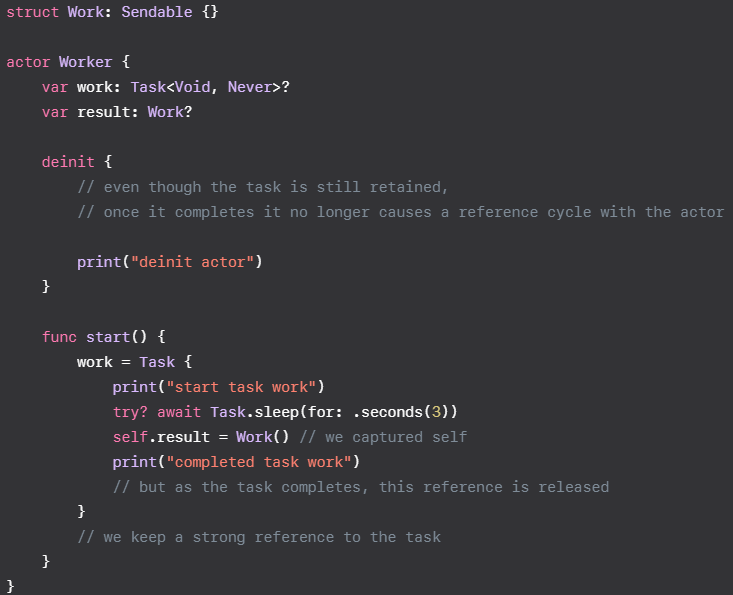 struct Work: Sendable {}

actor Worker {
    var work: Task<Void, Never>?
    var result: Work?

    deinit {
        // even though the task is still retained,
        // once it completes it no longer causes a reference cycle with the actor

        print("deinit actor")
    }

    func start() {
        work = Task {
            print("start task work")
            try? await Task.sleep(for: .seconds(3))
            self.result = Work() // we captured self
            print("completed task work")
            // but as the task completes, this reference is released
        }
        // we keep a strong reference to the task
    }
}